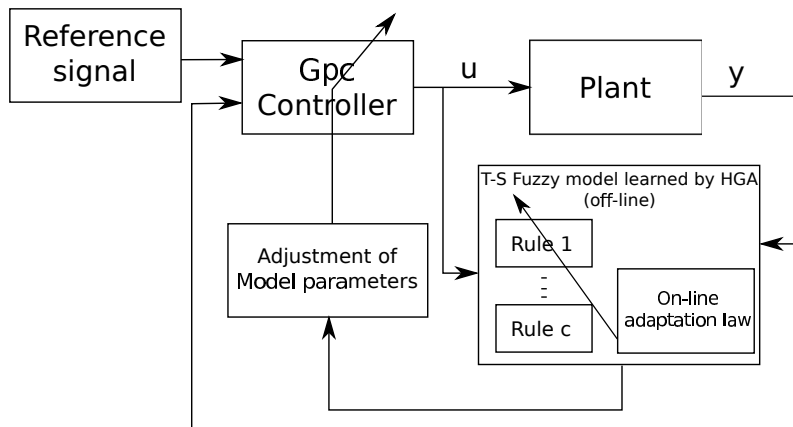 Reference
signal
Gpc
Controller
u
Plant
y
T-S Fuzzy model learned by HGA
(off-line)
Rule 1
Rule c
On-line
adaptation law
Adjustment of
Model parameters